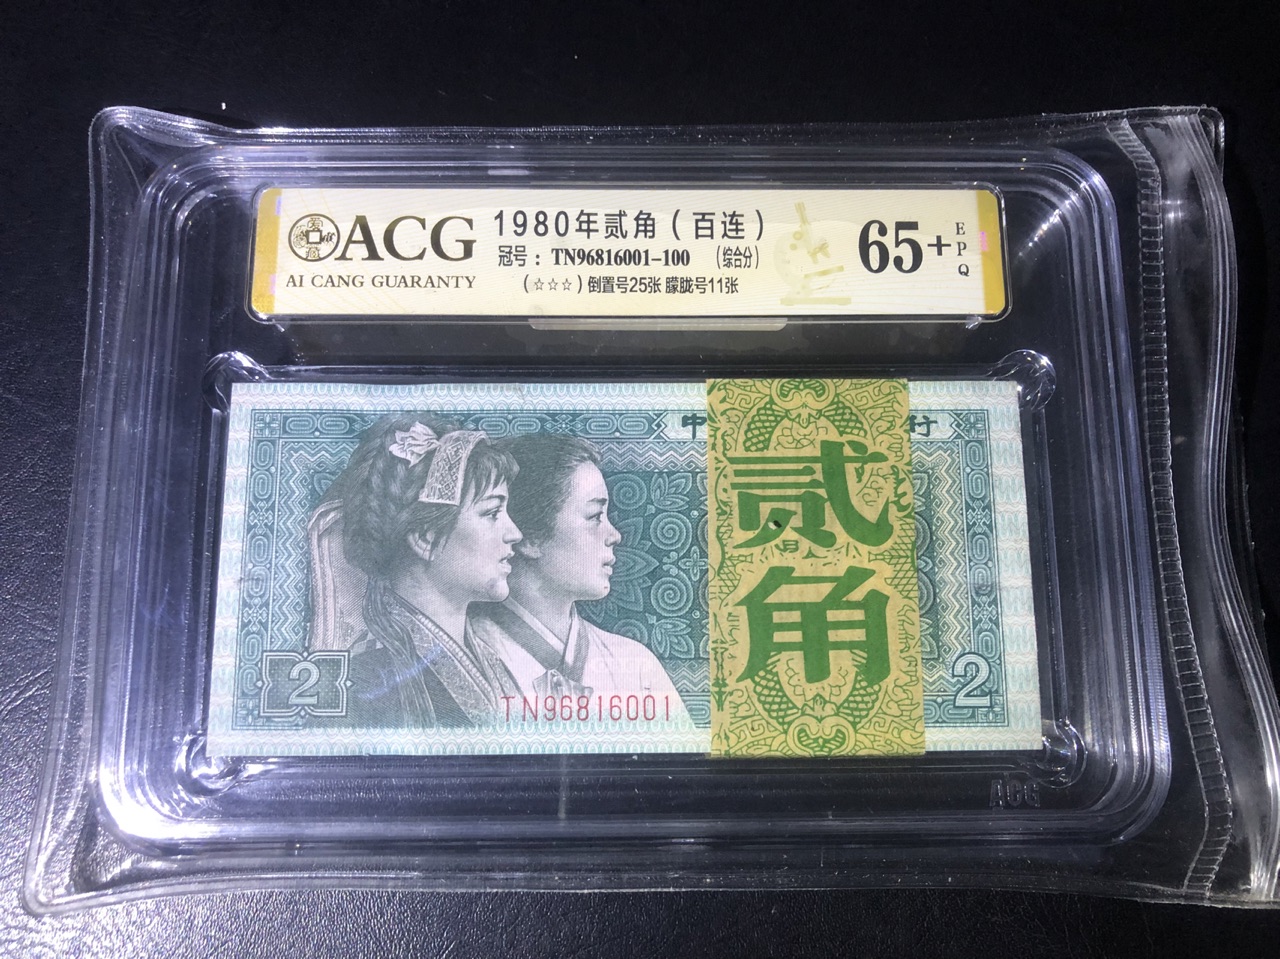 ACG
AI CANG GUARANTY
1980年贰角（百连）
冠号：TN96816001-100 （综合分）
（☆☆☆）倒置号25张 朦胧号11张
65+
EPQ
中
行
贰角
2
TN96816001
2
ACG